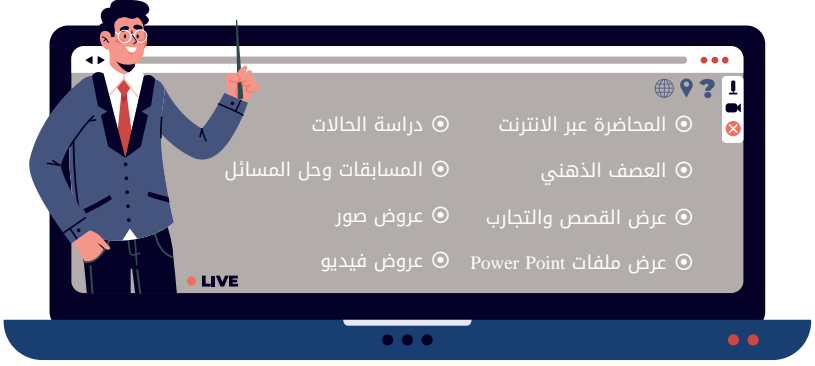 المحاضرة عبر الانترنت
العصف الذهني
عرض القصص والتجارب
عرض ملفات Power Point
دراسة الحالات
المسابقات وحل المسائل
عروض صور
عروض فيديو
LIVE